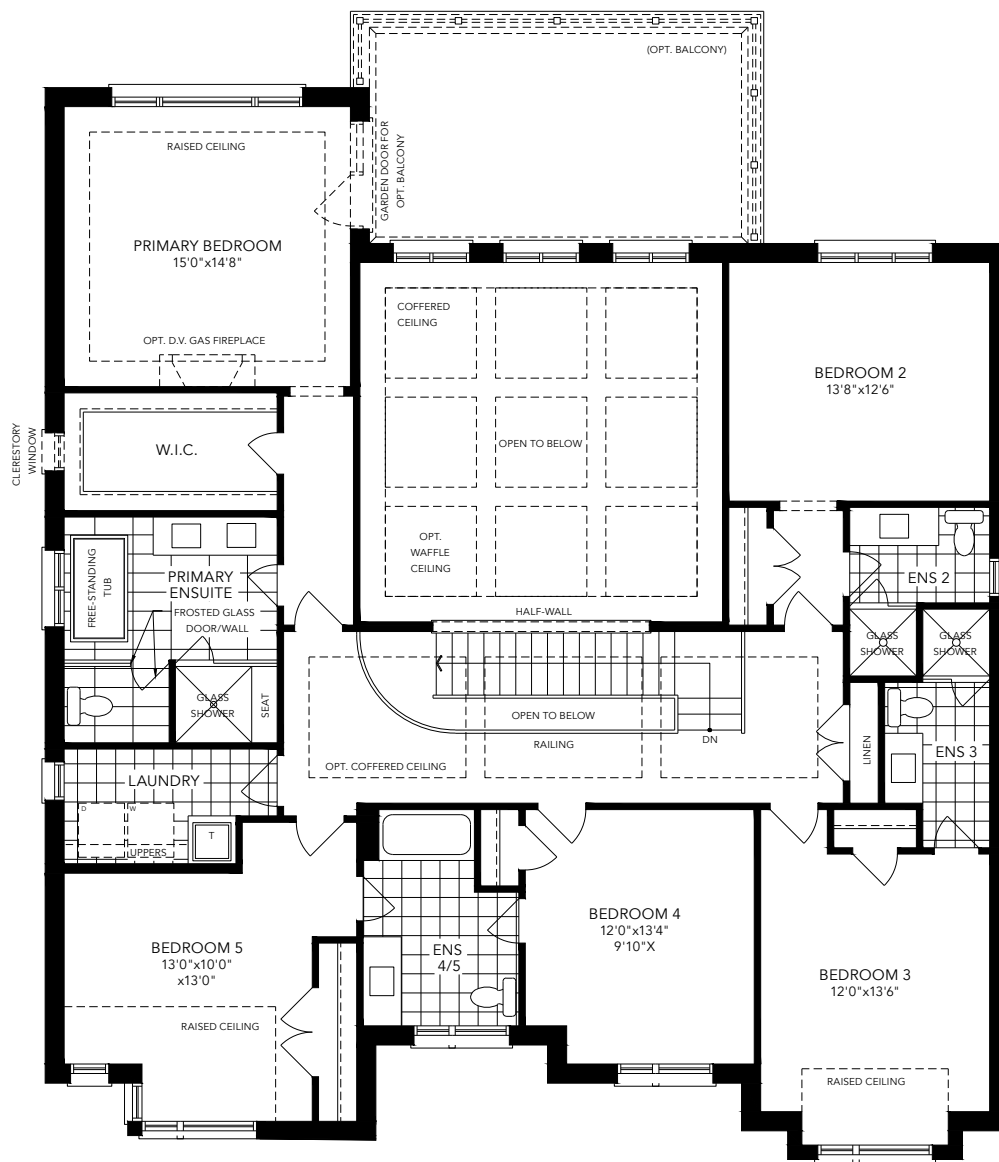 (OPT. BALCONY)
GARDEN DOOR FOR
OPT. BALCONY
RAISED CEILING
PRIMARY BEDROOM
15'0"x14'8"
OPT. D.V. GAS FIREPLACE
COFFERED
CEILING
OPEN TO BELOW
OPT.
WAFFLE
CEILING
HALF-WALL
BEDROOM 2
13'8"x12'6"
CLERESTORY
WINDOW
W.I.C.
FREE-STANDING
TUB
PRIMARY
ENSUITE
FROSTED GLASS
DOOR/WALL
GLASS
SHOWER
SEAT
ENS 2
GLASS
SHOWER
GLASS
SHOWER
OPEN TO BELOW
RAILING
DN
OPT. COFFERED CEILING
LINEN
ENS 3
LAUNDRY
D
W
UPPERS
T
BEDROOM 5
13'0"x10'0"
x13'0"
RAISED CEILING
ENS
4/5
BEDROOM 4
12'0"x13'4"
9'10"X
BEDROOM 3
12'0"x13'6"
RAISED CEILING